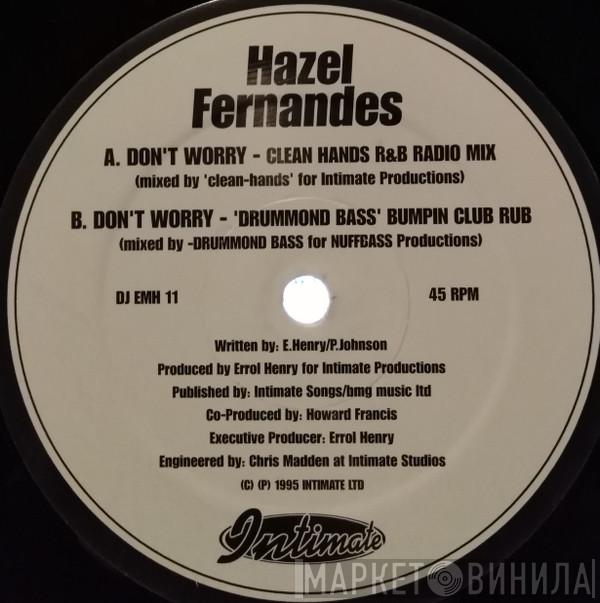 Hazel
Fernandes
A. DON'T WORRY - CLEAN HANDS R&B RADIO MIX
(mixed by 'clean-hands' for Intimate Productions)
B. DON'T WORRY - 'DRUMMOND BASS' BUMPIN CLUB RUB
(mixed by -DRUMMOND BASS for NUFFBASS Productions)
DJ EMH 11
45 RPM
Written by: E.Henry/P.Johnson
Produced by Errol Henry for Intimate Productions
Published by: Intimate Songs/bmg music ltd
Co-Produced by: Howard Francis
Executive Producer: Errol Henry
Engineered by: Chris Madden at Intimate Studios
(C) (P) 1995 INTIMATE LTD
Intimate
МАРКЕТ ВИНИЛА